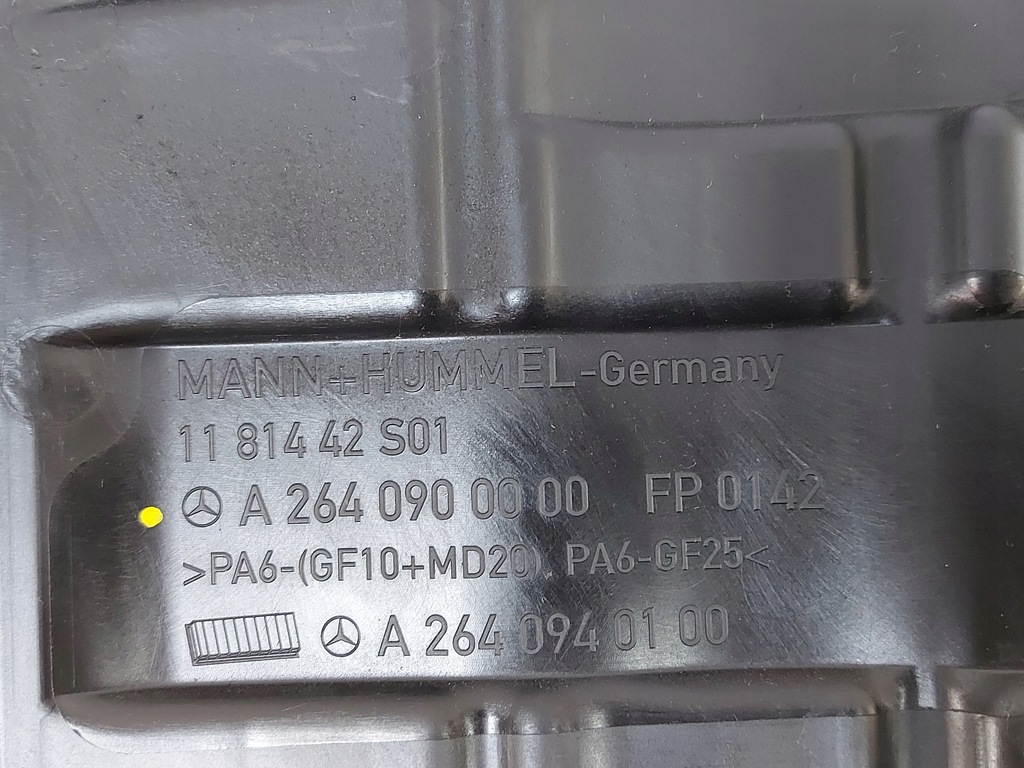 MANN+HUMMEL-Germany
11 814 42 S01
A 264 090 00 00 FP 0142
>PA6-(GF10+MD20), PA6-GF25<
A 264 094 01 00